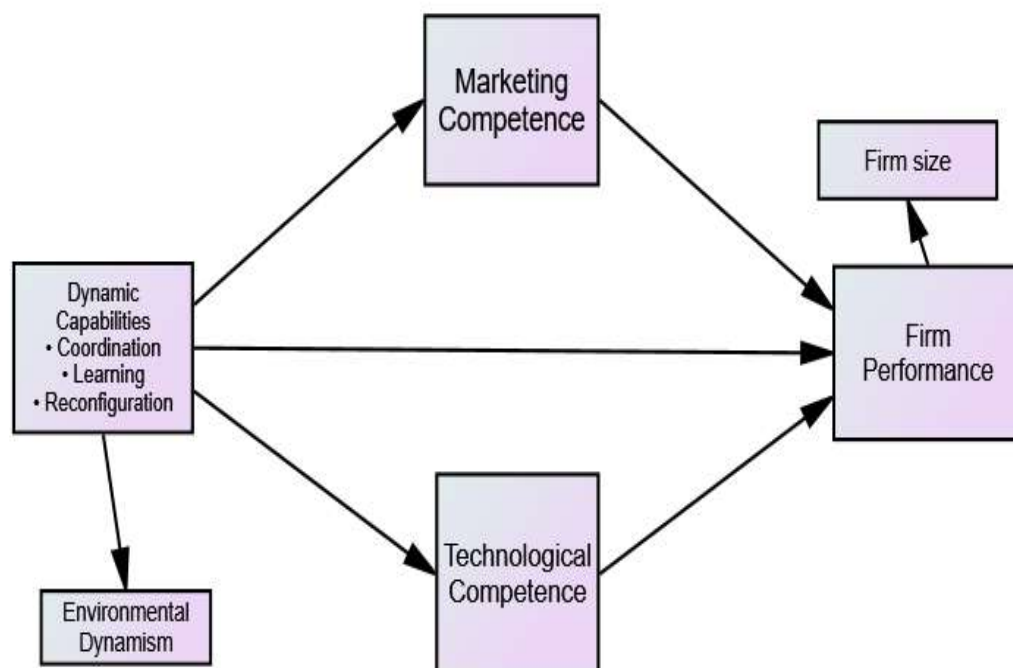 Marketing
Competence
Firm size
Dynamic
Capabilities
• Coordination
• Learning
• Reconfiguration
Firm
Performance
Technological
Competence
Environmental
Dynamism